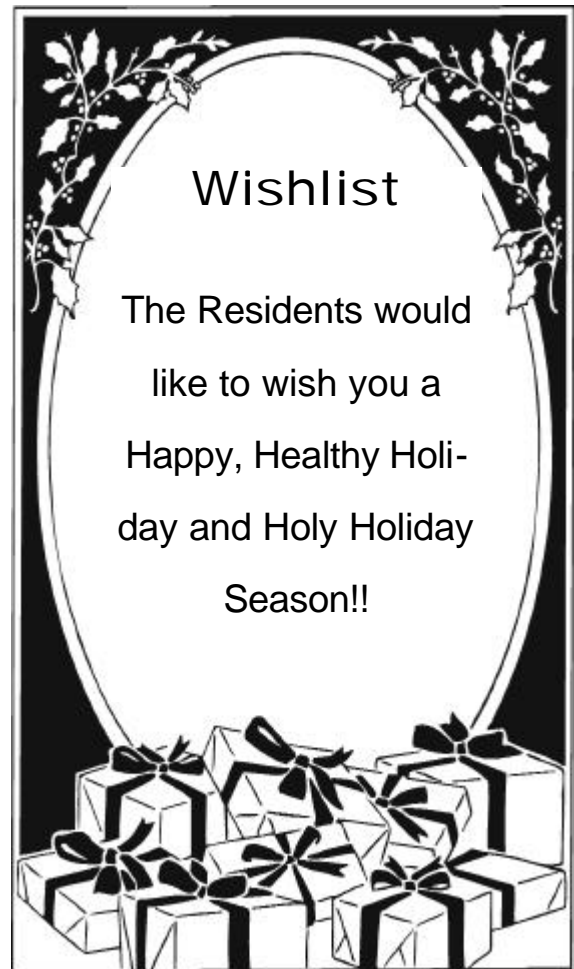 Wishlist
The Residents would
like to wish you a
Happy, Healthy Holi-
day and Holy Holiday
Season!!